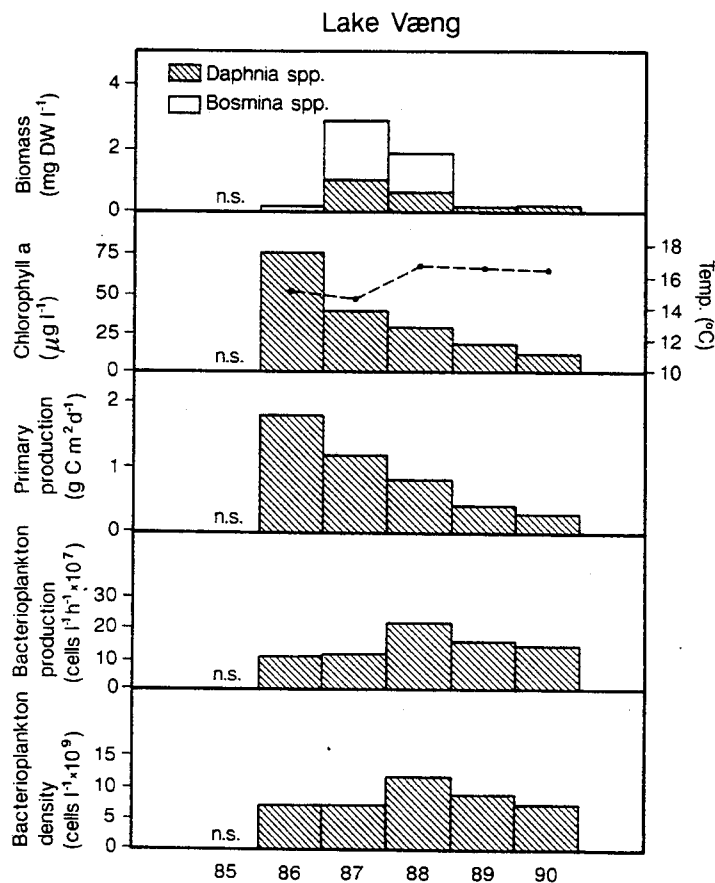 Lake Væng
Biomass
(mg DW l⁻¹)
4
2
0
Daphnia spp.
Bosmina spp.
n.s.
Chlorophyll a
(µg l⁻¹)
75
50
25
0
n.s.
18
16
14
12
10
Temp. (°C)
Primary
production
(g C m² d⁻¹)
2
1
0
n.s.
Bacterioplankton
production
(cells l⁻¹ h⁻¹ × 10⁷)
30
20
10
0
n.s.
Bacterioplankton
density
(cells l⁻¹ × 10⁹)
15
10
5
0
n.s.
85 86 87 88 89 90